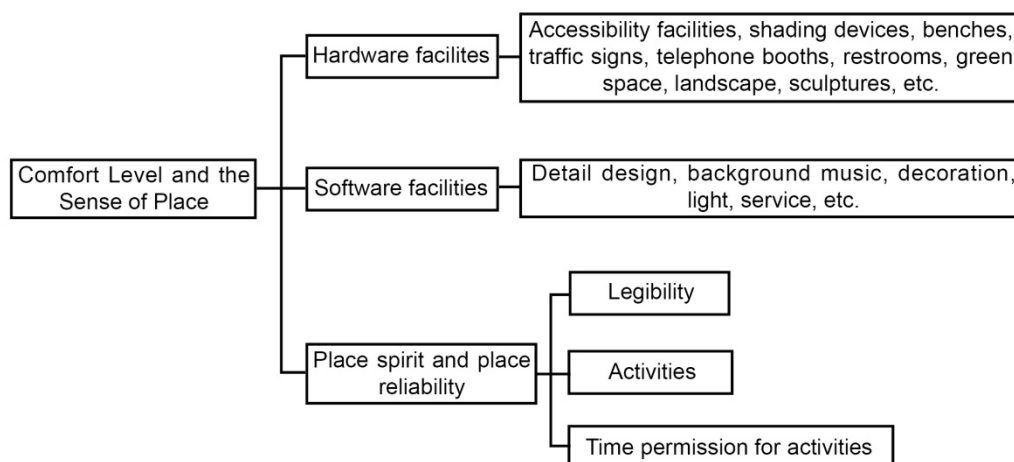 Hardware facilites
Accessibility facilities, shading devices, benches,
traffic signs, telephone booths, restrooms, green
space, landscape, sculptures, etc.
Comfort Level and the
Sense of Place
Software facilities
Detail design, background music, decoration,
light, service, etc.
Place spirit and place
reliability
Legibility
Activities
Time permission for activities